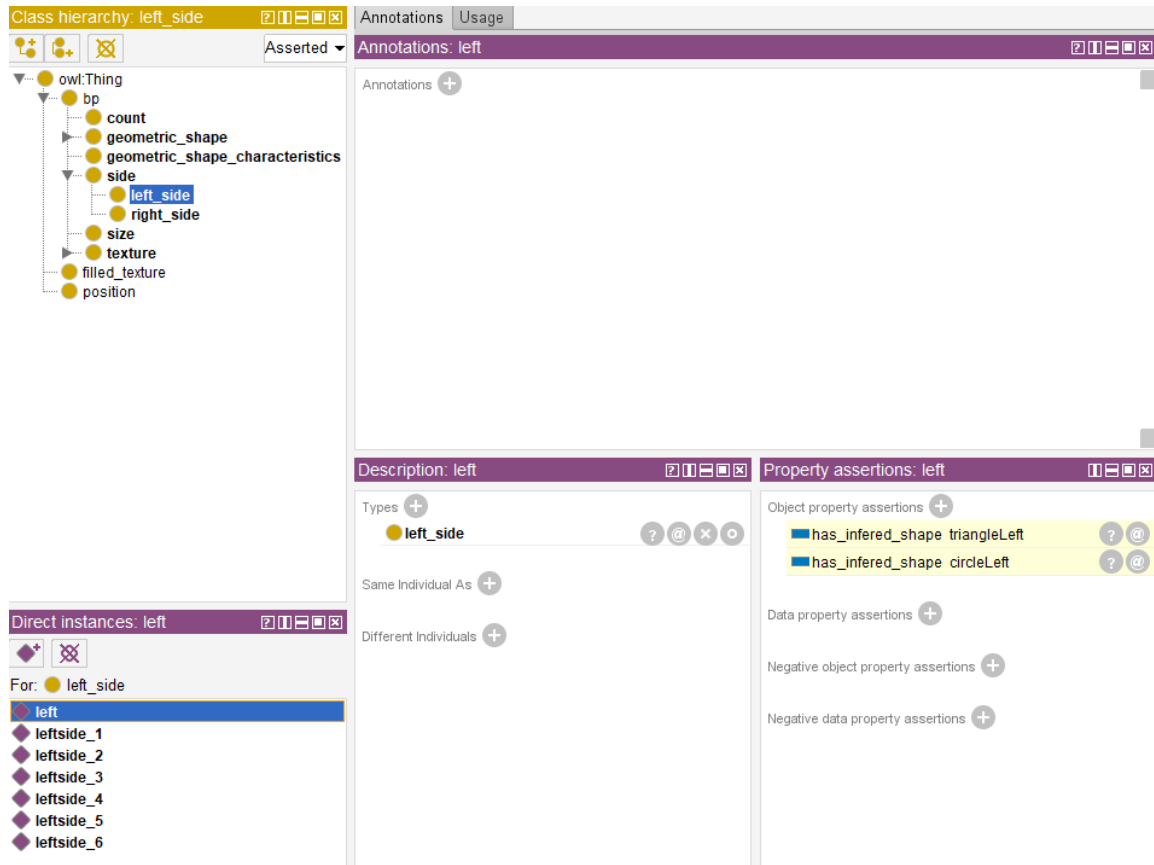 Class hierarchy: left_side
Asserted
owl:Thing
bp
count
geometric_shape
geometric_shape_characteristics
side
left_side
right_side
size
texture
filled_texture
position
Direct instances: left
For: left_side
left
leftside_1
leftside_2
leftside_3
leftside_4
leftside_5
leftside_6
Annotations Usage
Annotations: left
Annotations
Description: left
Types
left_side
Same Individual As
Different Individuals
Property assertions: left
Object property assertions
has_infered_shape triangleLeft
has_infered_shape circleLeft
Data property assertions
Negative object property assertions
Negative data property assertions